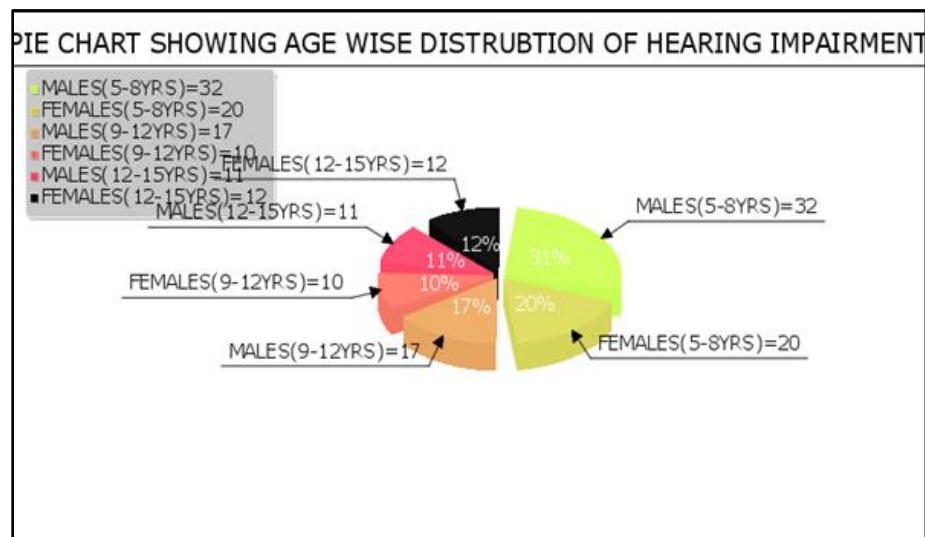 PIE CHART SHOWING AGE WISE DISTRUBTION OF HEARING IMPAIRMENT
MALES(5-8YRS)=32
FEMALES(5-8YRS)=20
MALES(9-12YRS)=17
FEMALES(9-12YRS)=10
MALES(12-15YRS)=11
FEMALES(12-15YRS)=12
FEMALES(12-15YRS)=12
MALES(5-8YRS)=32
MALES(12-15YRS)=11
12%
31%
11%
FEMALES(9-12YRS)=10
10%
17%
20%
FEMALES(5-8YRS)=20
MALES(9-12YRS)=17